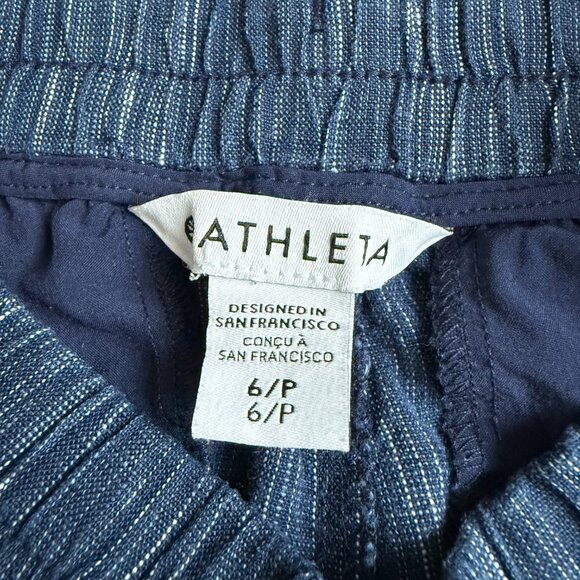 ATHLETA
DESIGNED IN
SAN FRANCISCO
CONÇU À
SAN FRANCISCO
6/P
6/P